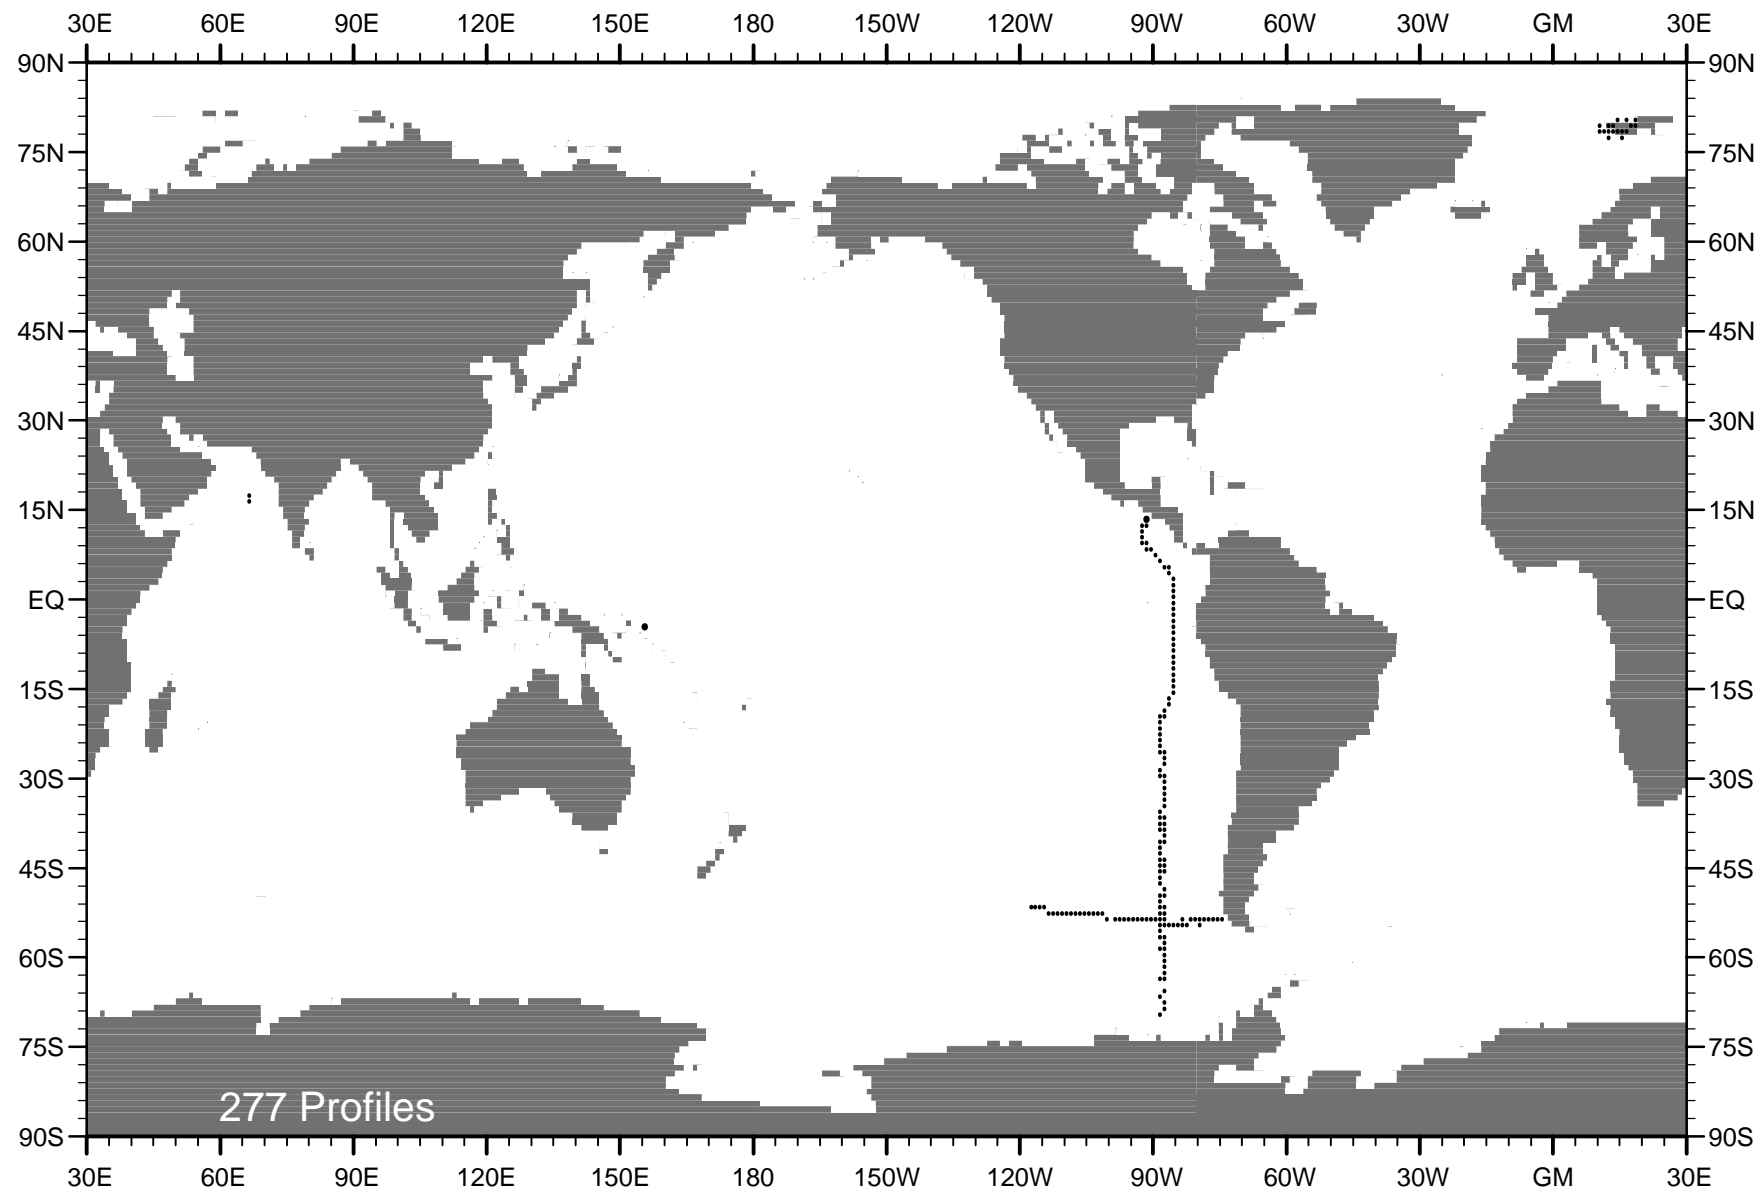 30E 60E 90E 120E 150E 180 150W 120W 90W 60W 30W GM 30E
90N 90N
75N 75N
60N 60N
45N 45N
30N 30N
15N 15N
EQ EQ
15S 15S
30S 30S
45S 45S
60S 60S
75S 75S
277 Profiles
90S 90S
30E 60E 90E 120E 150E 180 150W 120W 90W 60W 30W GM 30E